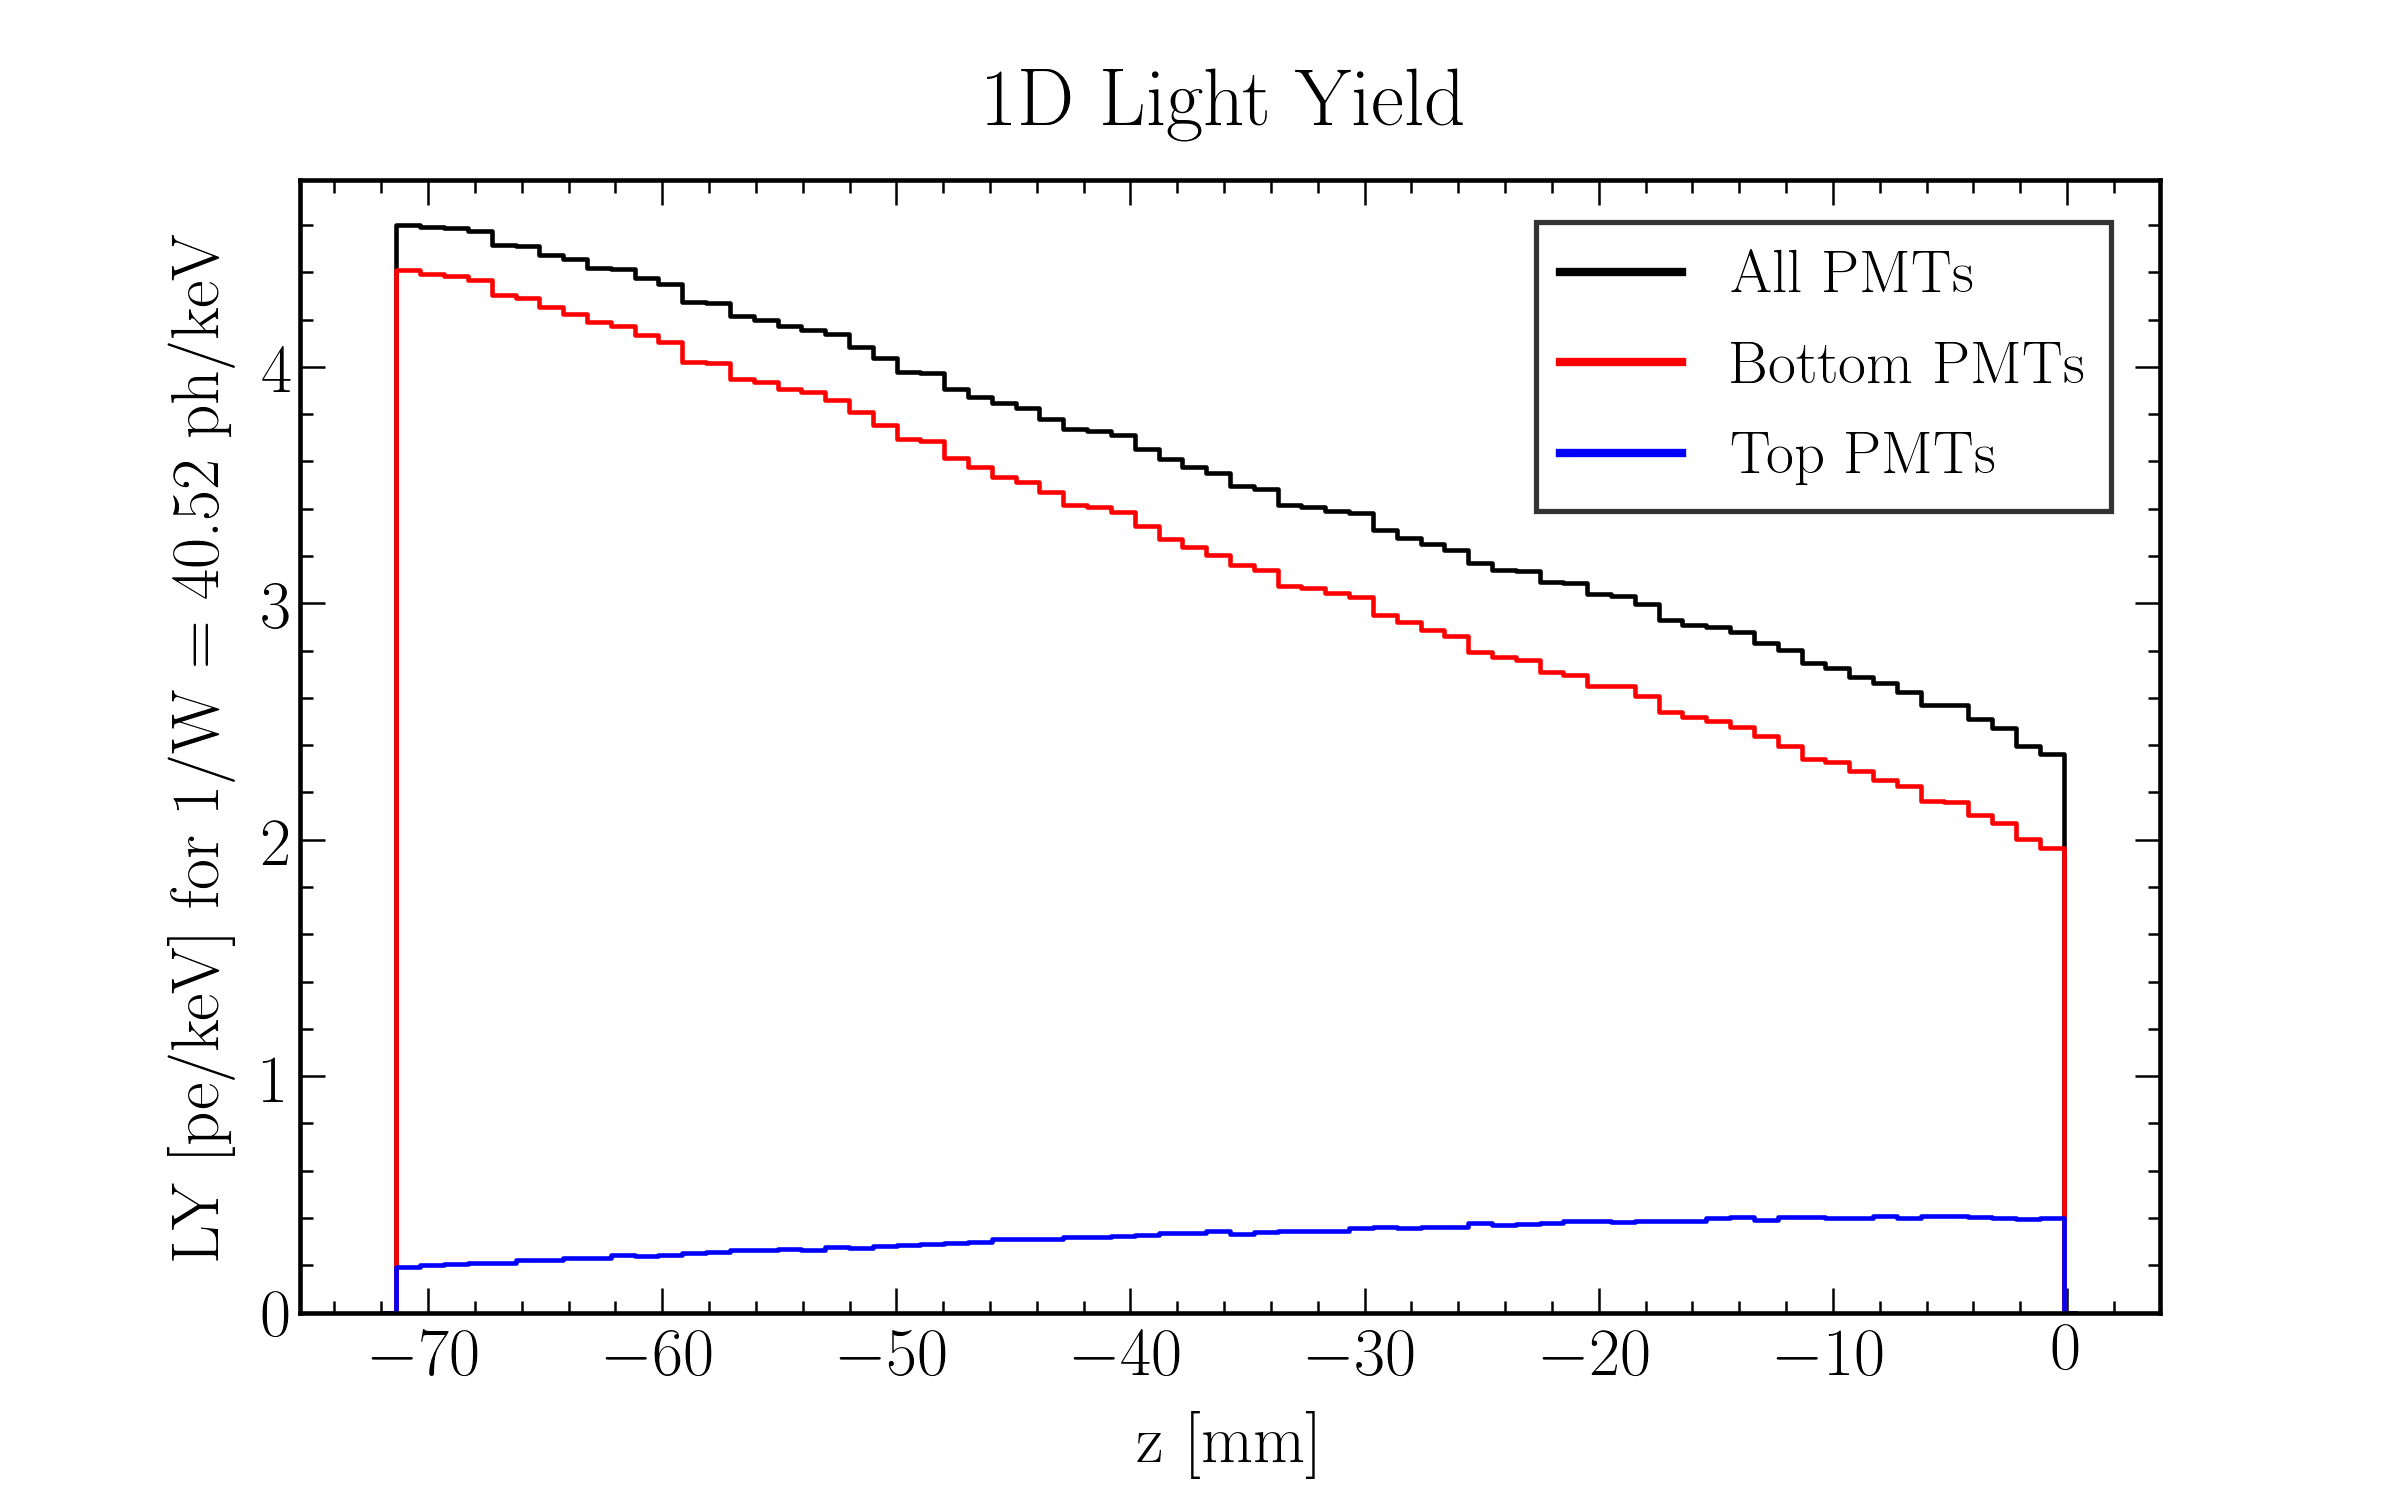 1D Light Yield
LY [pe/keV] for 1/W = 40.52 ph/keV
All PMTs
Bottom PMTs
Top PMTs
4
3
2
1
0
−70 −60 −50 −40 −30 −20 −10 0
z [mm]